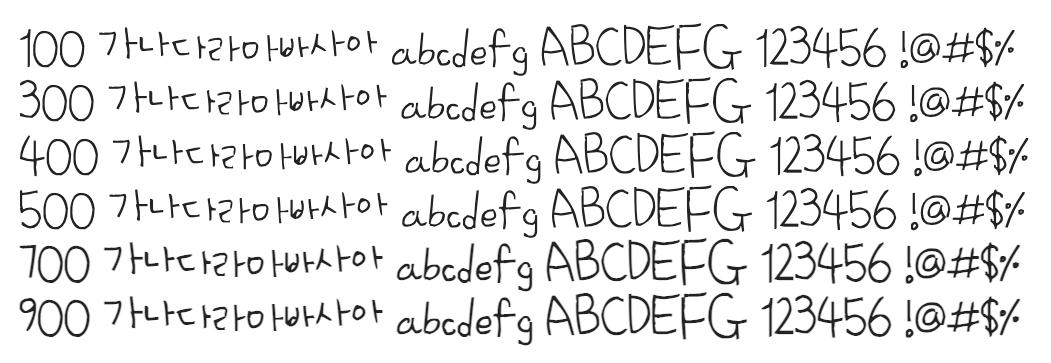 100 가나다라마바사아 abcdefg ABCDEFG 123456 !@#$%
300 가나다라마바사아 abcdefg ABCDEFG 123456 !@#$%
400 가나다라마바사아 abcdefg ABCDEFG 123456 !@#$%
500 가나다라마바사아 abcdefg ABCDEFG 123456 !@#$%
700 가나다라마바사아 abcdefg ABCDEFG 123456 !@#$%
900 가나다라마바사아 abcdefg ABCDEFG 123456 !@#$%